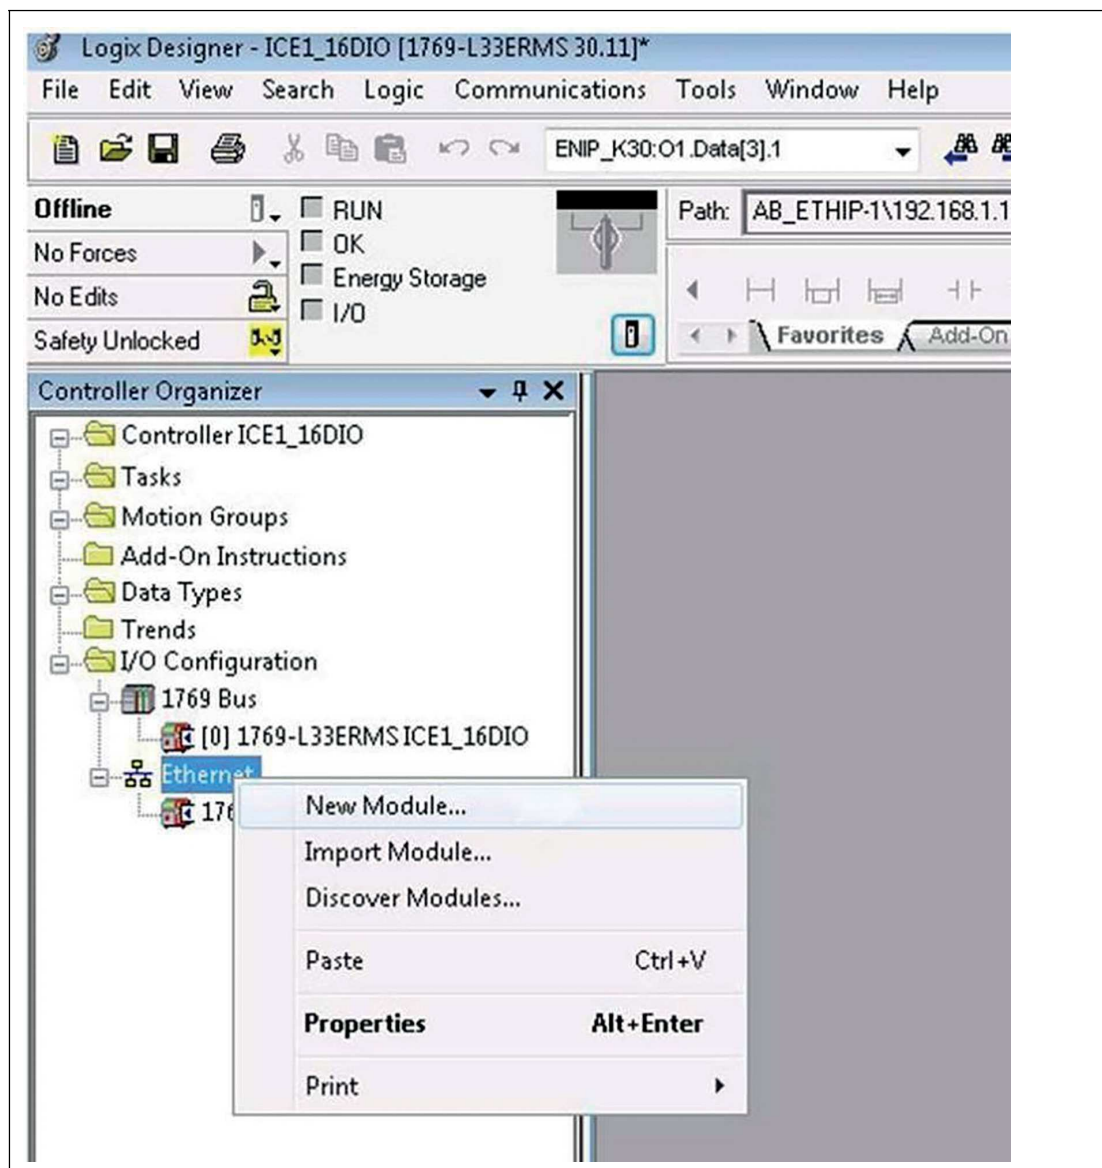 Logix Designer - ICE1_16DIO [1769-L33ERMS 30.11]*
File Edit View Search Logic Communications Tools Window Help
ENIP_K30:O1.Data[3].1
Offline RUN Path: AB_ETHIP-1\192.168.1.1
No Forces OK
Energy Storage
No Edits I/O
Safety Unlocked Favorites Add-On
Controller Organizer
Controller ICE1_16DIO
Tasks
Motion Groups
Add-On Instructions
Data Types
Trends
I/O Configuration
1769 Bus
[0] 1769-L33ERMS ICE1_16DIO
Ethernet
176
New Module...
Import Module...
Discover Modules...
Paste Ctrl+V
Properties Alt+Enter
Print